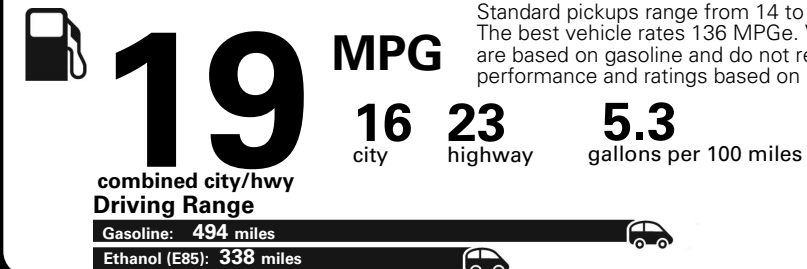 Standard pickups range from 14 to
The best vehicle rates 136 MPGe. V
are based on gasoline and do not re
performance and ratings based on
19 MPG
16 23 5.3
city highway gallons per 100 miles
combined city/hwy
Driving Range
Gasoline: 494 miles
Ethanol (E85): 338 miles